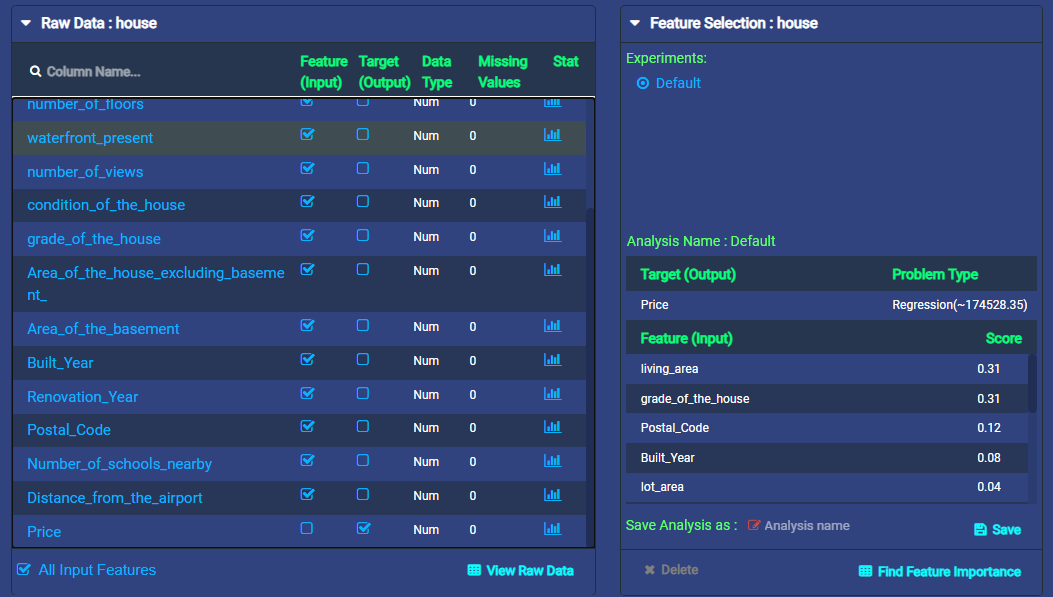 Raw Data : house
Column Name...
Feature (Input)
Target (Output)
Data Type
Missing Values
Stat
number_of_floors Num 0
waterfront_present Num 0
number_of_views Num 0
condition_of_the_house Num 0
grade_of_the_house Num 0
Area_of_the_house_excluding_baseme Num 0
nt_
Area_of_the_basement Num 0
Built_Year Num 0
Renovation_Year Num 0
Postal_Code Num 0
Number_of_schools_nearby Num 0
Distance_from_the_airport Num 0
Price Num 0
All Input Features View Raw Data
Feature Selection : house
Experiments:
Default
Analysis Name : Default
Target (Output) Problem Type
Price Regression(~174528.35)
Feature (Input) Score
living_area 0.31
grade_of_the_house 0.31
Postal_Code 0.12
Built_Year 0.08
lot_area 0.04
Save Analysis as : Analysis name Save
Delete Find Feature Importance